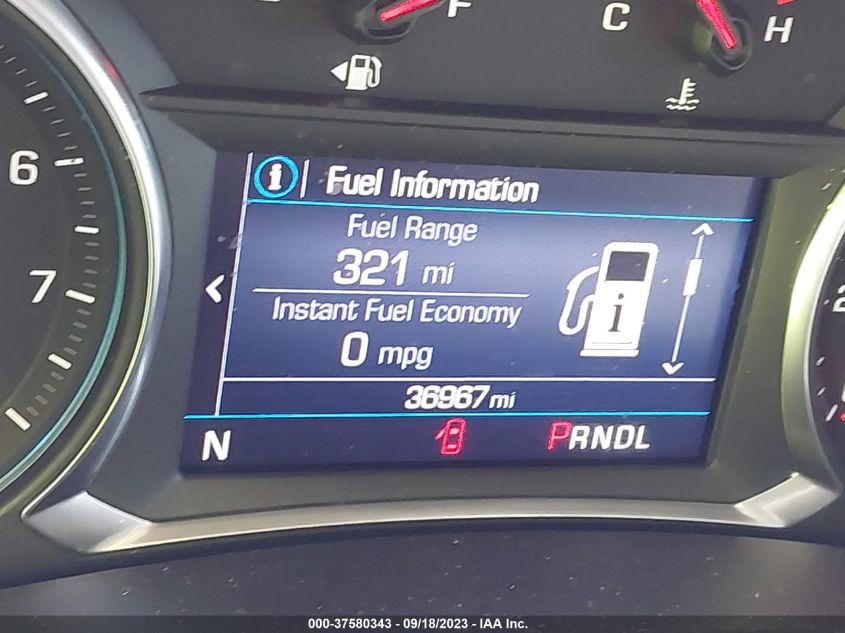 F
C
H
6
7
i
Fuel Information
Fuel Range
321 mi
<
Instant Fuel Economy
i
0 mpg
36967 mi
N
PRNDL
000-37580343 - 09/18/2023 - IAA Inc.